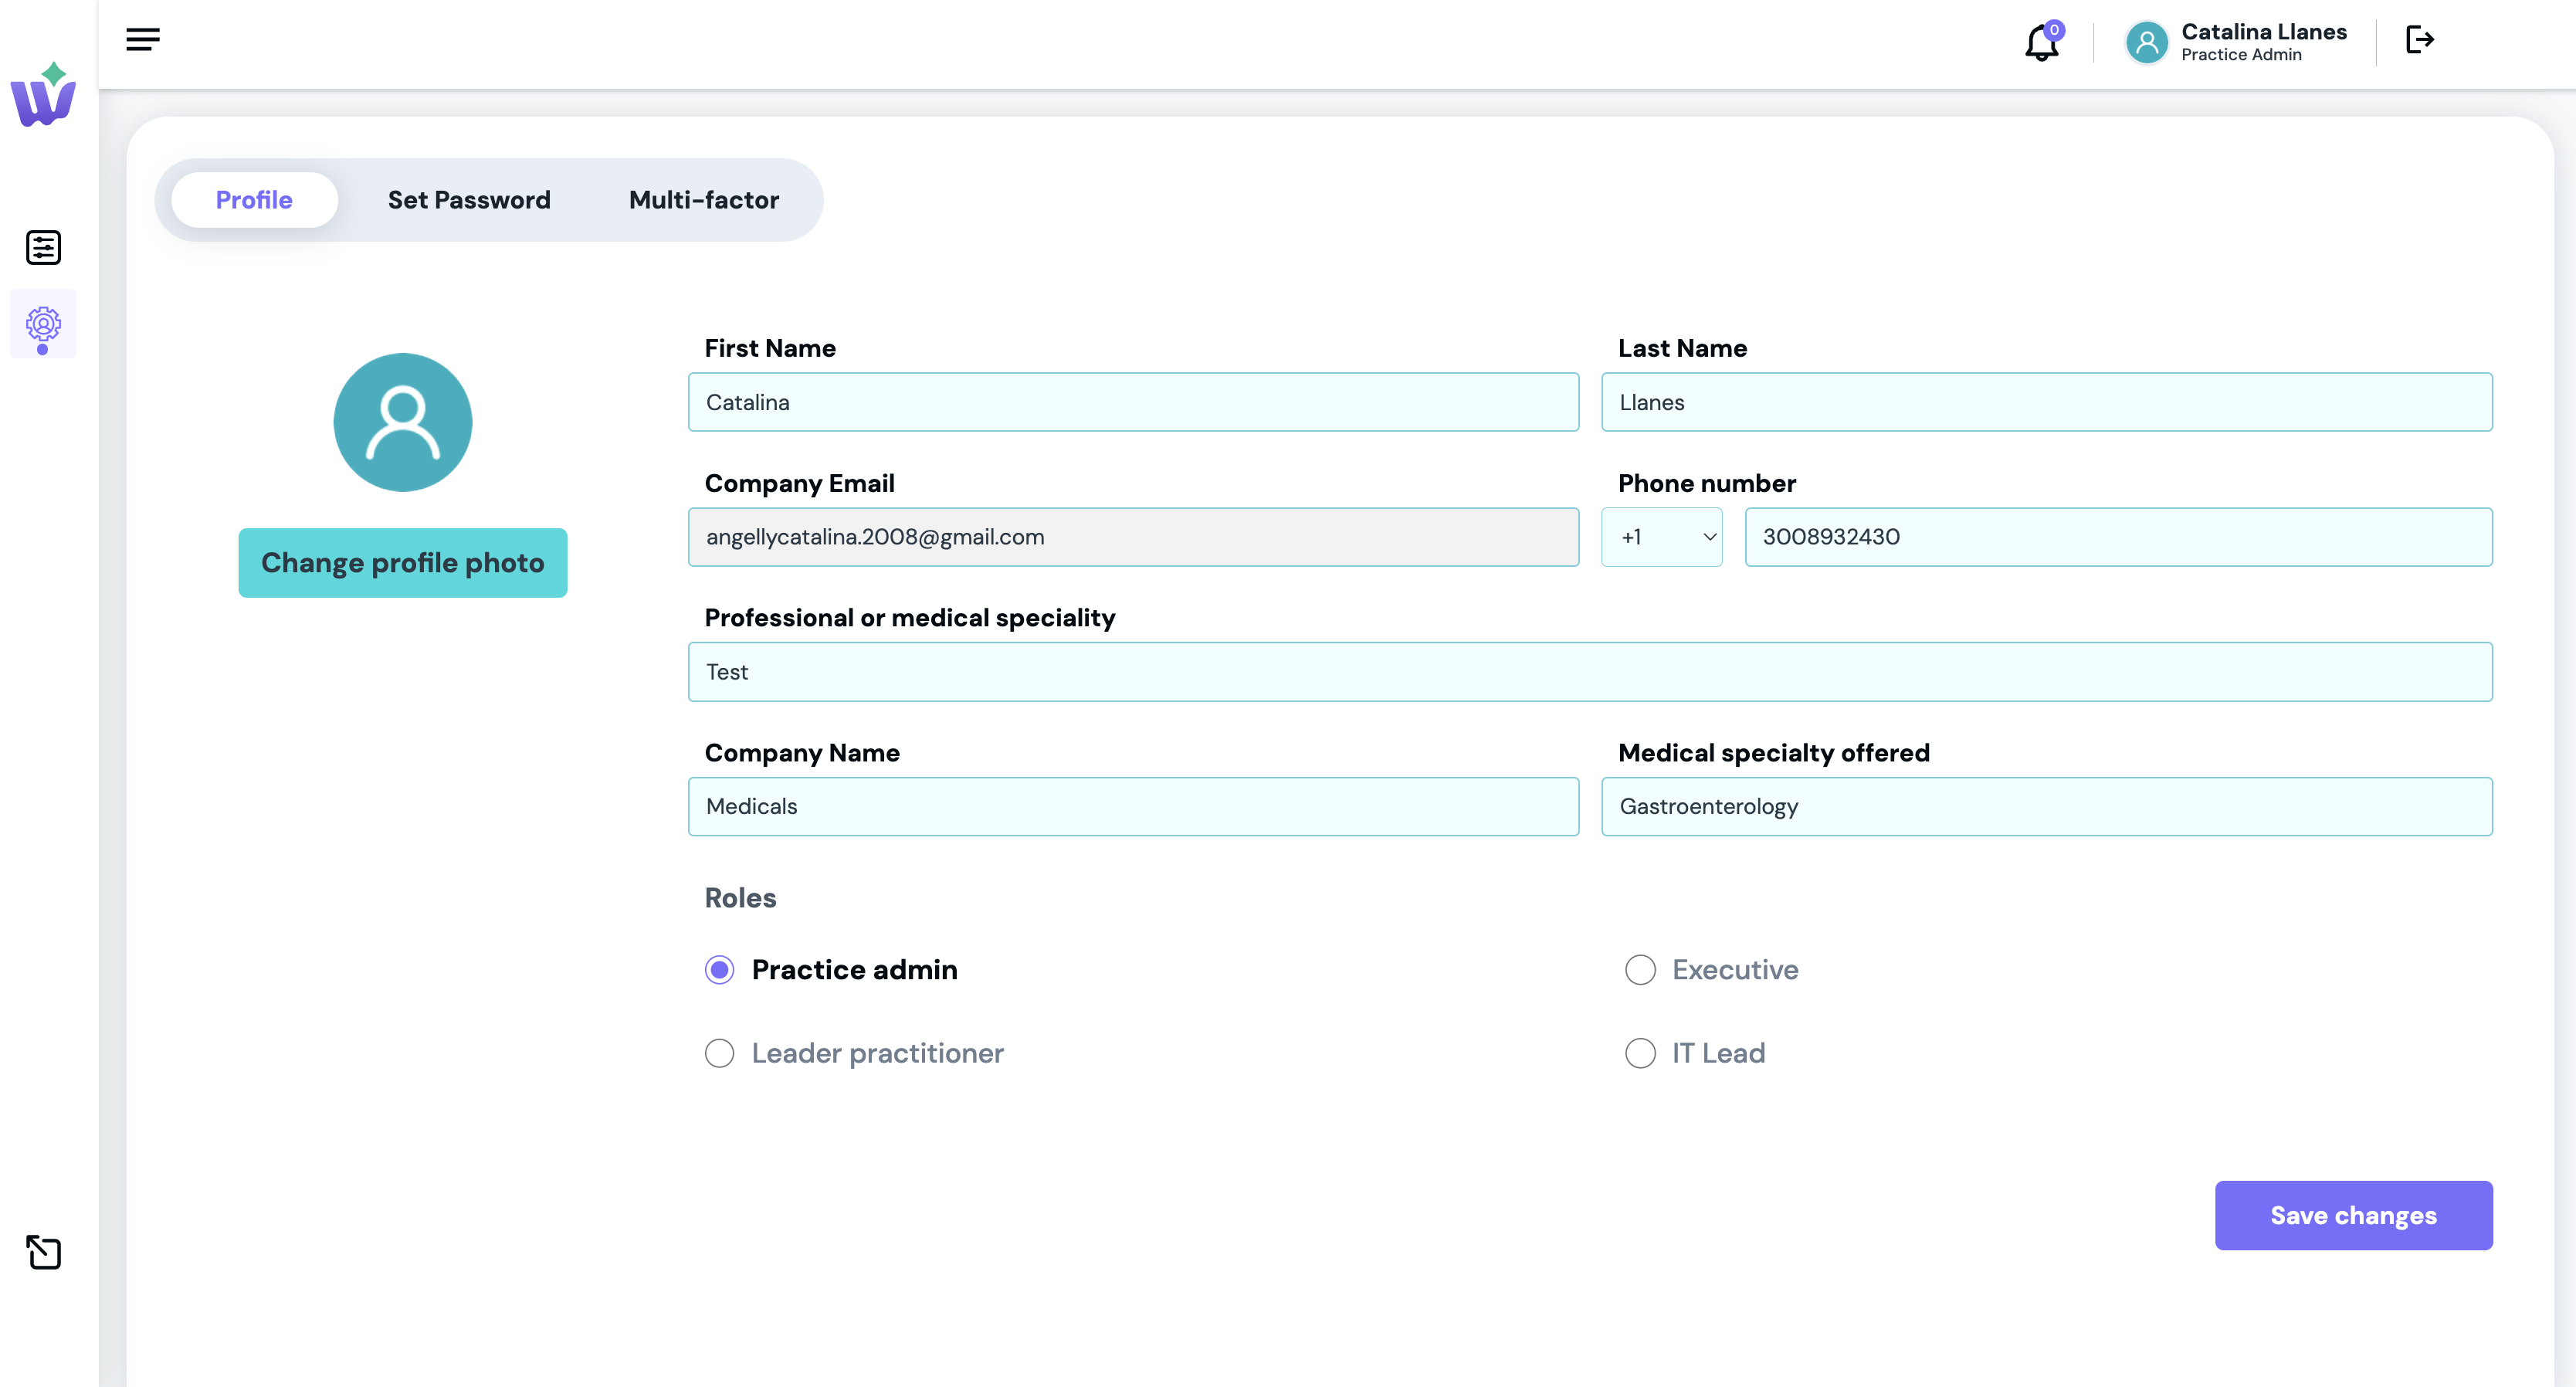 0
Catalina Llanes
Practice Admin
Profile
Set Password
Multi-factor
First Name
Last Name
Catalina
Llanes
Company Email
Phone number
angellycatalina.2008@gmail.com
+1
3008932430
Change profile photo
Professional or medical speciality
Test
Company Name
Medical specialty offered
Medicals
Gastroenterology
Roles
Practice admin
Executive
Leader practitioner
IT Lead
Save changes